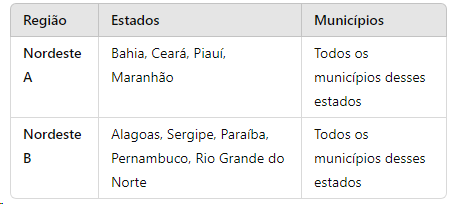 Região Estados Municípios
Nordeste A Bahia, Ceará, Piauí, Maranhão Todos os municípios desses estados
Nordeste B Alagoas, Sergipe, Paraíba, Pernambuco, Rio Grande do Norte Todos os municípios desses estados